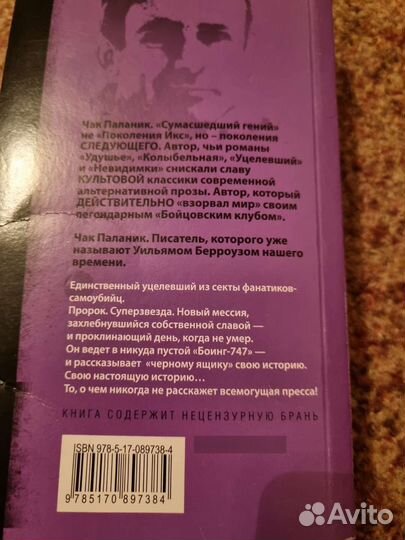 Чак Паланик. «Сумасшедший гений»
не «Поколения Икс», но – поколения
СЛЕДУЮЩЕГО. Автор, чьи романы
«Удушье», «Колыбельная», «Уцелевший»
и «Невидимки» снискали славу
КУЛЬТОВОЙ классики современной
альтернативной прозы. Автор, который
ДЕЙСТВИТЕЛЬНО «взорвал мир» своим
легендарным «Бойцовским клубом».
Чак Паланик. Писатель, которого уже
называют Уильямом Берроузом нашего
времени.
Единственный уцелевший из секты фанатиков-
самоубийц.
Пророк. Суперзвезда. Новый мессия,
захлебнувшийся собственной славой —
и проклинающий день, когда не умер.
Он ведет в никуда пустой «Боинг-747» —
и рассказывает «черному ящику» свою историю.
Свою настоящую историю...
То, о чем никогда не расскажет всемогущая пресса!
КНИГА СОДЕРЖИТ НЕЦЕНЗУРНУЮ БРАНЬ
ISBN 978-5-17-089738-4
9 785170 897384
Avito